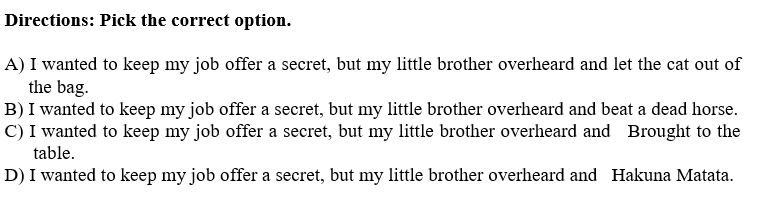 Directions: Pick the correct option.
A) I wanted to keep my job offer a secret, but my little brother overheard and let the cat out of
the bag.
B) I wanted to keep my job offer a secret, but my little brother overheard and beat a dead horse.
C) I wanted to keep my job offer a secret, but my little brother overheard and Brought to the
table.
D) I wanted to keep my job offer a secret, but my little brother overheard and Hakuna Matata.